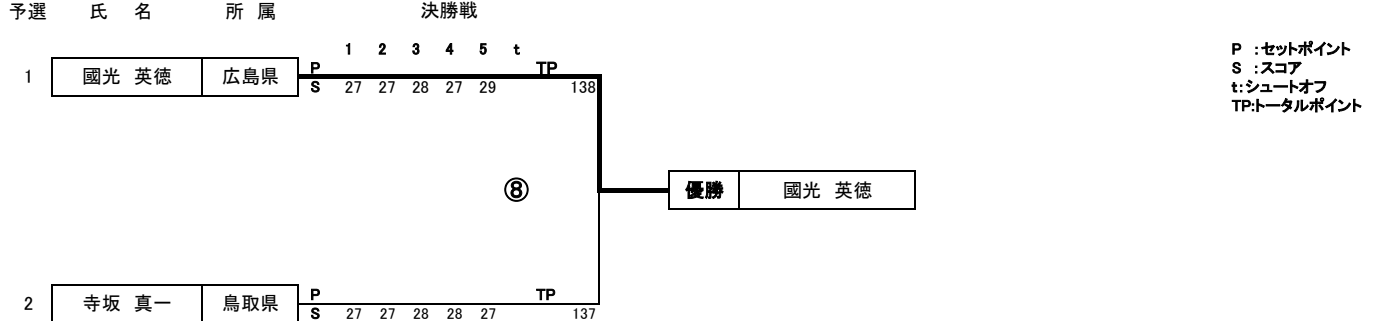 予選 氏 名 所 属 決勝戦
1 2 3 4 5 t
P :セットポイント
S :スコア
t:シュートオフ
TP:トータルポイント
1 國光 英徳 広島県 P TP
S 27 27 28 27 29 138
⑧ 優勝 國光 英徳
2 寺坂 真一 鳥取県 P TP
S 27 27 28 28 27 137